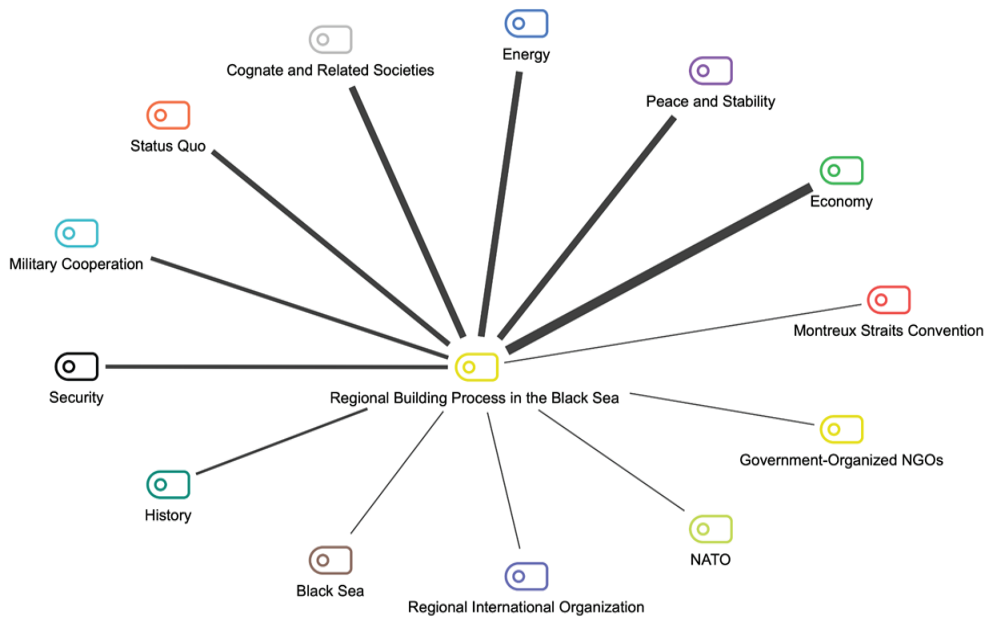 Energy
Cognate and Related Societies
Peace and Stability
Status Quo
Economy
Military Cooperation
Montreux Straits Convention
Security
Regional Building Process in the Black Sea
Government-Organized NGOs
History
NATO
Black Sea
Regional International Organization